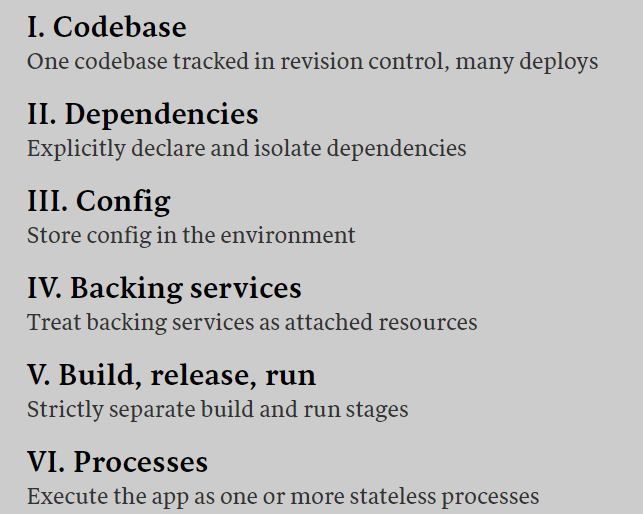 I. Codebase
One codebase tracked in revision control, many deploys
II. Dependencies
Explicitly declare and isolate dependencies
III. Config
Store config in the environment
IV. Backing services
Treat backing services as attached resources
V. Build, release, run
Strictly separate build and run stages
VI. Processes
Execute the app as one or more stateless processes